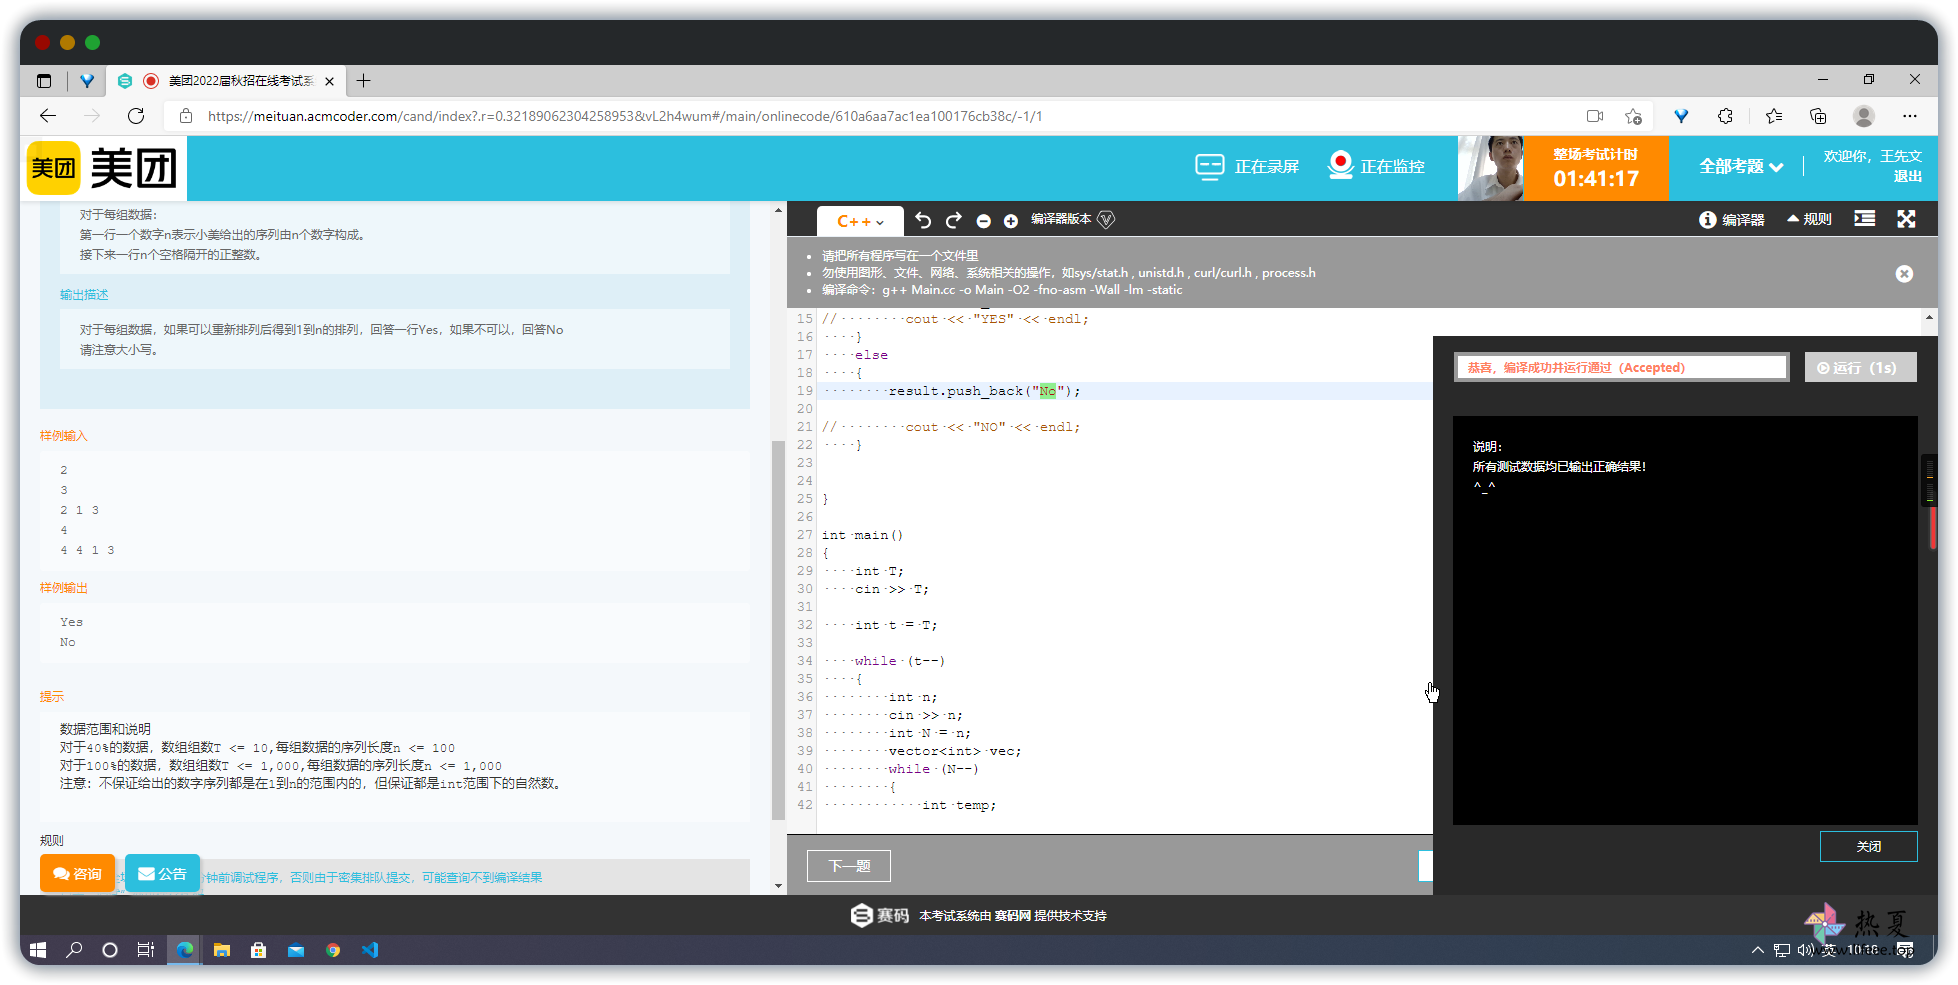 美团2022届秋招在线考试系
https://meituan.acmcoder.com/cand/index?.r=0.32189062304258953&vL2h4wum#/main/onlinecode/610a6aa7ac1ea100176cb38c/-1/1
美团 美团
正在录屏
正在监控
整场考试计时
01:41:17
全部考题
欢迎你，王先文
退出
对于每组数据：
第一行一个数字n表示小美给出的序列由n个数字构成。
接下来一行n个空格隔开的正整数。
输出描述
对于每组数据，如果可以重新排列后得到1到n的排列，回答一行Yes，如果不可以，回答No
请注意大小写。
样例输入
2
3
2 1 3
4
4 4 1 3
样例输出
Yes
No
提示
数据范围和说明
对于40%的数据，数组组数T <= 10,每组数据的序列长度n <= 100
对于100%的数据，数组组数T <= 1,000,每组数据的序列长度n <= 1,000
注意：不保证给出的数字序列都是在1到n的范围内的，但保证都是int范围下的自然数。
规则
钟前调试程序，否则由于密集排队提交，可能查询不到编译结果
咨询
公告
C++
编译器版本
编译器
规则
请把所有程序写在一个文件里
勿使用图形、文件、网络、系统相关的操作，如sys/stat.h , unistd.h , curl/curl.h , process.h
编译命令：g++ Main.cc -o Main -O2 -fno-asm -Wall -lm -static
15 //········cout·<<·"YES"·<<·endl;
16 ····}
17 ····else
18 ····{
19 ········result.push_back("No");
20
21 //········cout·<<·"NO"·<<·endl;
22 ····}
23
24
25 }
26
27 int·main()
28 {
29 ····int·T;
30 ····cin·>>·T;
31
32 ····int·t·=·T;
33
34 ····while·(t--)
35 ····{
36 ········int·n;
37 ········cin·>>·n;
38 ········int·N·=·n;
39 ········vector<int>·vec;
40 ········while·(N--)
41 ········{
42 ············int·temp;
恭喜，编译成功并运行通过（Accepted）
运行（1s）
说明：
所有测试数据均已输出正确结果！
^_^
关闭
下一题
赛码 本考试系统由 赛码网 提供技术支持
热夏
英